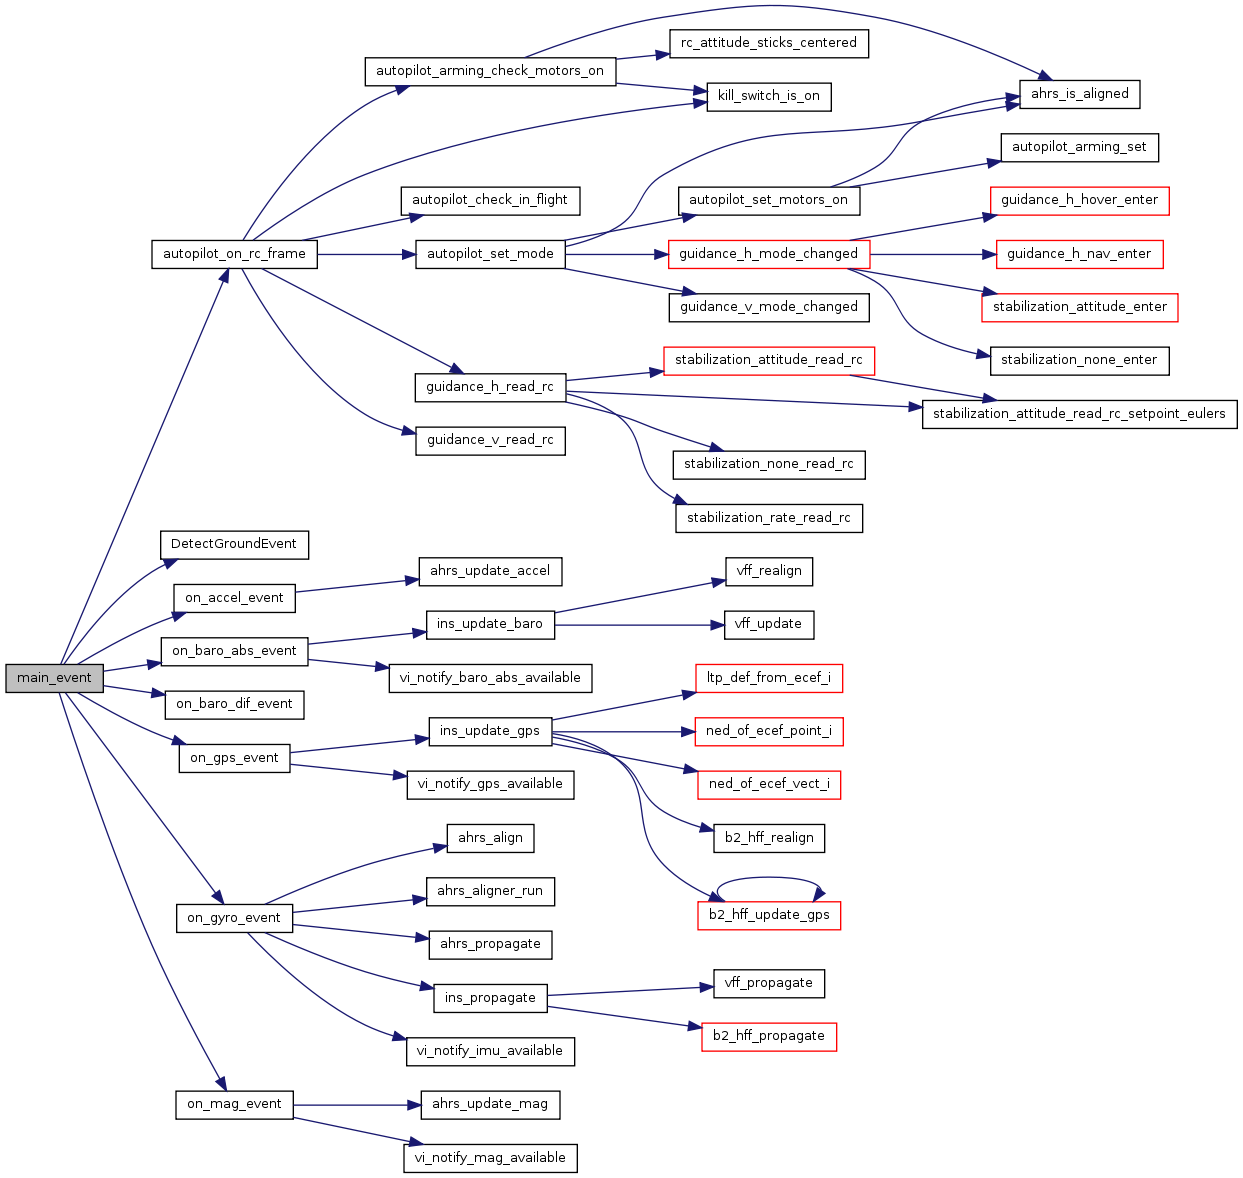 rc_attitude_sticks_centered
autopilot_arming_check_motors_on
kill_switch_is_on
ahrs_is_aligned
autopilot_arming_set
autopilot_check_in_flight
autopilot_set_motors_on
guidance_h_hover_enter
autopilot_on_rc_frame
autopilot_set_mode
guidance_h_mode_changed
guidance_h_nav_enter
guidance_v_mode_changed
stabilization_attitude_enter
stabilization_attitude_read_rc
stabilization_none_enter
guidance_h_read_rc
stabilization_attitude_read_rc_setpoint_eulers
guidance_v_read_rc
stabilization_none_read_rc
stabilization_rate_read_rc
DetectGroundEvent
ahrs_update_accel
vff_realign
on_accel_event
ins_update_baro
vff_update
on_baro_abs_event
main_event
vi_notify_baro_abs_available
ltp_def_from_ecef_i
on_baro_dif_event
ins_update_gps
ned_of_ecef_point_i
on_gps_event
vi_notify_gps_available
ned_of_ecef_vect_i
ahrs_align
b2_hff_realign
ahrs_aligner_run
on_gyro_event
b2_hff_update_gps
ahrs_propagate
vff_propagate
ins_propagate
b2_hff_propagate
vi_notify_imu_available
on_mag_event
ahrs_update_mag
vi_notify_mag_available